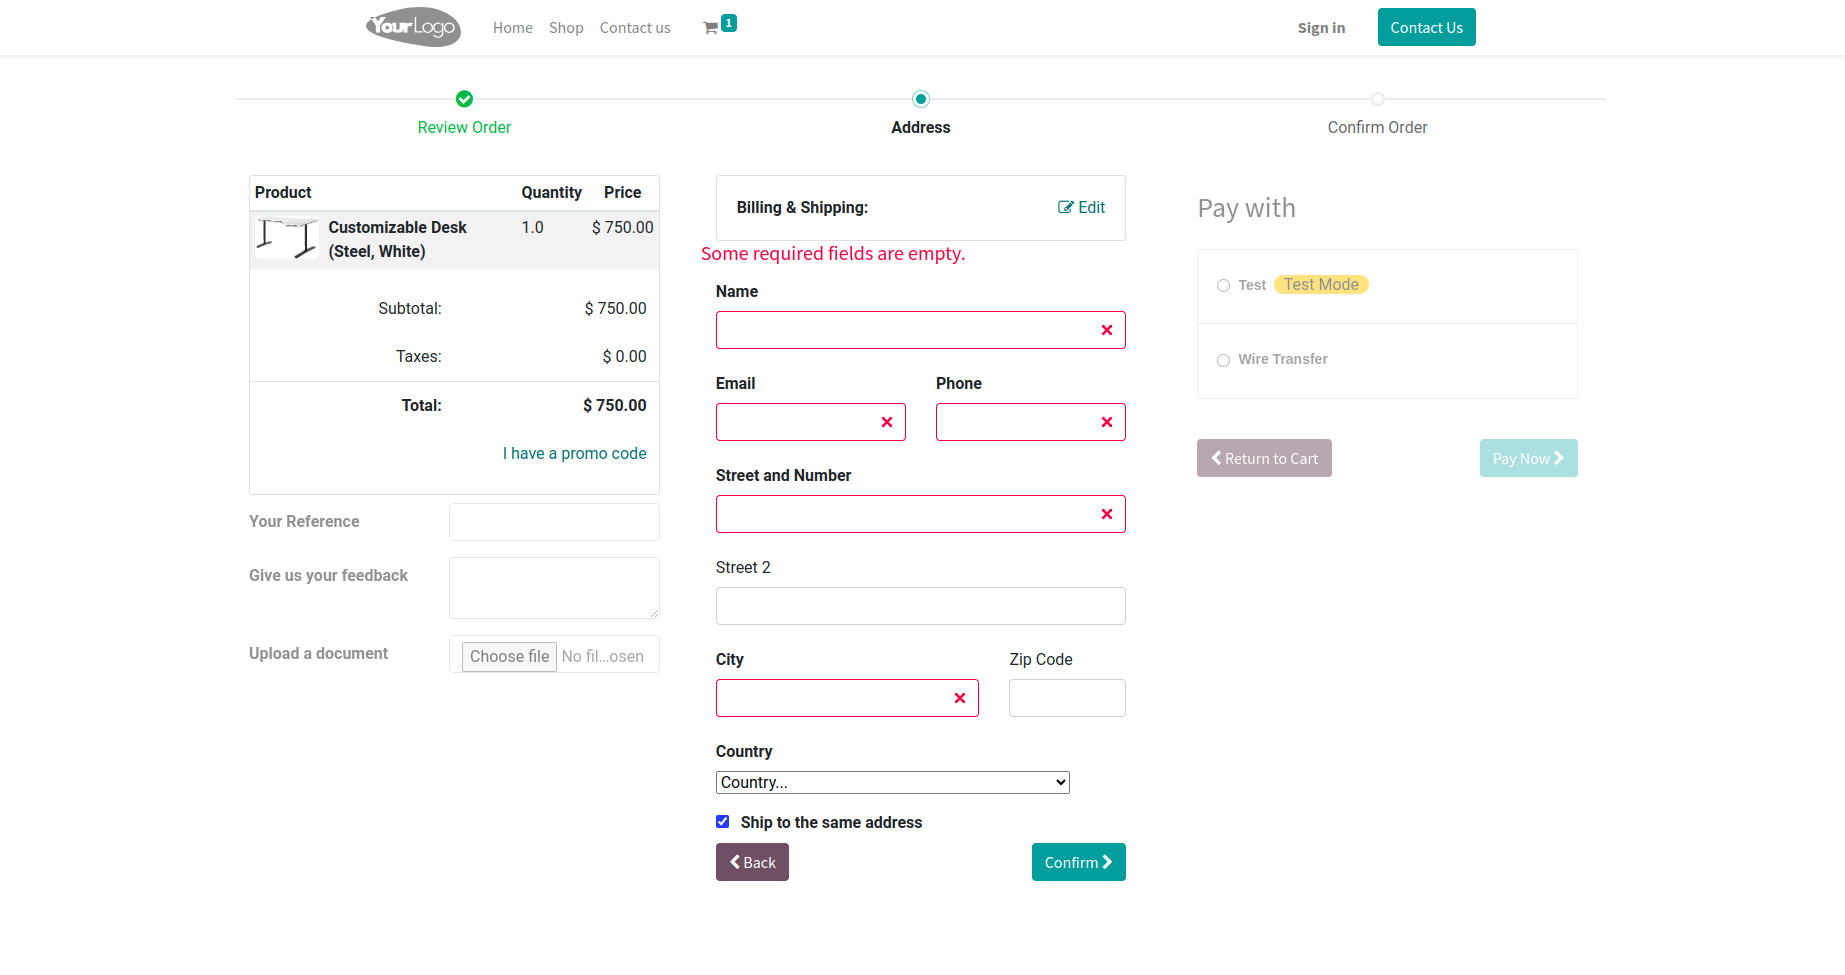 YourLogo
Home Shop Contact us 1
Sign in Contact Us
Review Order
Address
Confirm Order
Product Quantity Price
Customizable Desk (Steel, White) 1.0 $ 750.00
Subtotal: $ 750.00
Taxes: $ 0.00
Total: $ 750.00
I have a promo code
Your Reference
Give us your feedback
Upload a document Choose file No fil...osen
Billing & Shipping: Edit
Some required fields are empty.
Name
Email Phone
Street and Number
Street 2
City Zip Code
Country
Country...
Ship to the same address
Back Confirm
Pay with
Test Test Mode
Wire Transfer
Return to Cart Pay Now